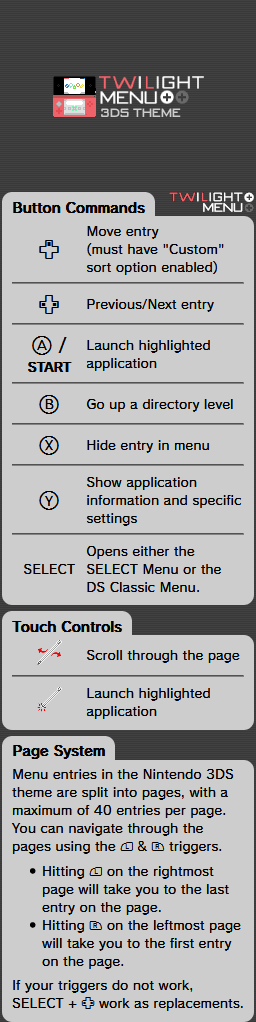 TWILIGHT
MENU++
3DS THEME
TWILIGHT
MENU++
Button Commands
Move entry
(must have "Custom"
sort option enabled)
Previous/Next entry
Ⓐ /
START
Launch highlighted
application
Ⓑ Go up a directory level
Ⓧ Hide entry in menu
Ⓨ
Show application
information and specific
settings
SELECT
Opens either the
SELECT Menu or the
DS Classic Menu.
Touch Controls
Scroll through the page
Launch highlighted
application
Page System
Menu entries in the Nintendo 3DS
theme are split into pages, with a
maximum of 40 entries per page.
You can navigate through the
pages using the L & R triggers.
• Hitting L on the rightmost
page will take you to the last
entry on the page.
• Hitting R on the leftmost page
will take you to the first entry
on the page.
If your triggers do not work,
SELECT + ✚ work as replacements.